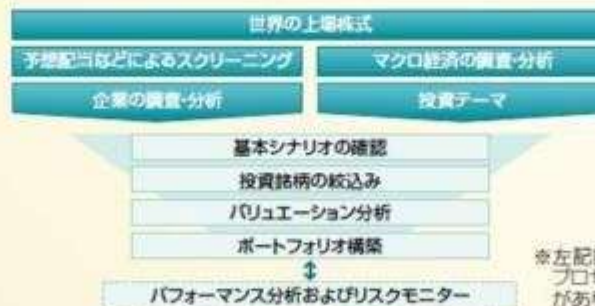 世界の上場株式
予想配当などによるスクリーニング
マクロ経済の調査・分析
企業の調査・分析
投資テーマ
基本シナリオの確認
投資銘柄の絞込み
バリュエーション分析
ポートフォリオ構築
↕
パフォーマンス分析およびリスクモニター
※左記
プロセ
があり